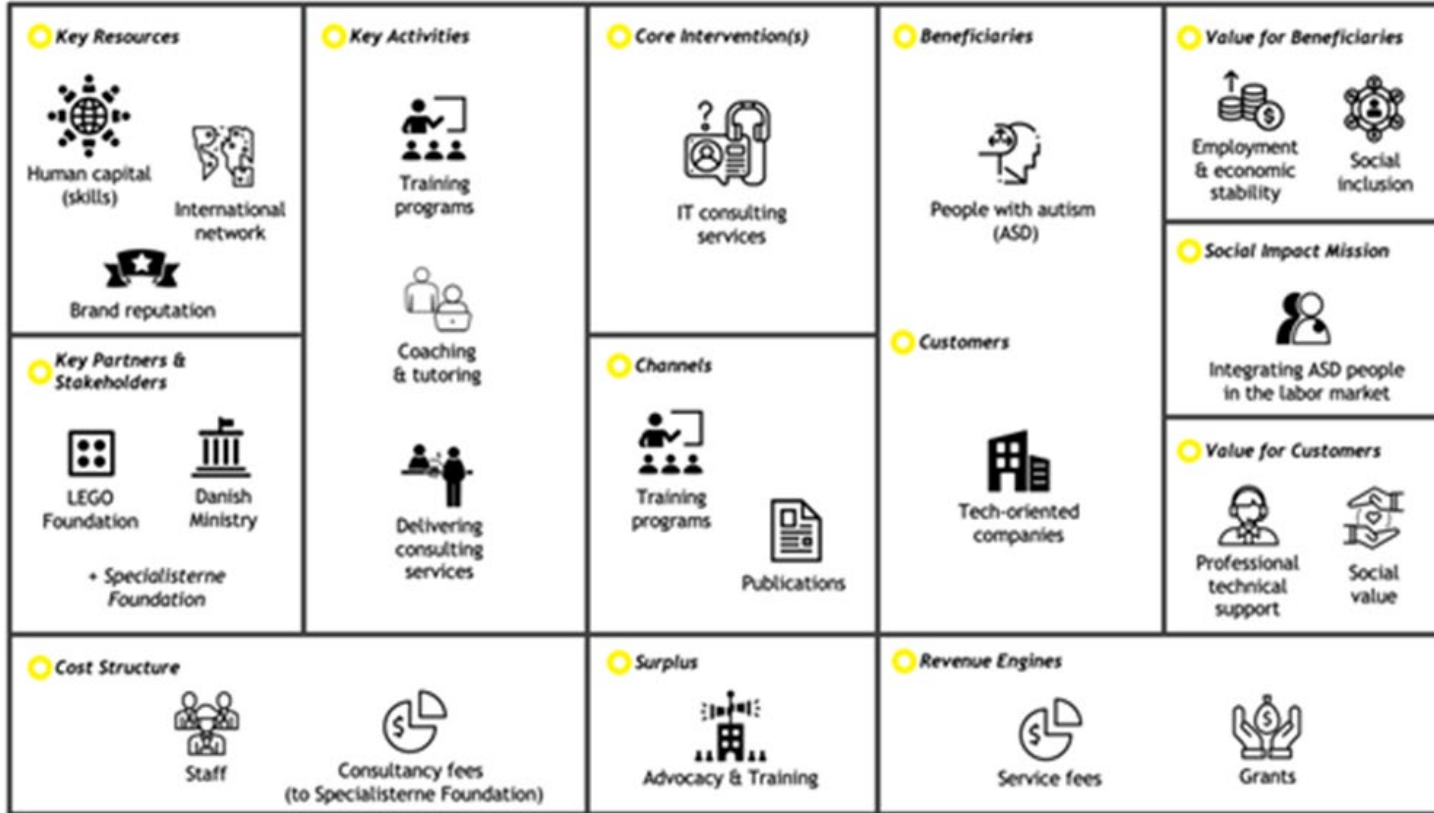 Key Resources
Human capital
(skills)
International
network
Brand reputation
Key Partners &
Stakeholders
LEGO
Foundation
Danish
Ministry
+ Specialisterne
Foundation
Key Activities
Training
programs
Coaching
& tutoring
Delivering
consulting
services
Core Intervention(s)
?
IT consulting
services
Channels
Training
programs
Publications
Beneficiaries
People with autism
(ASD)
Customers
Tech-oriented
companies
Value for Beneficiaries
$
Employment
& economic
stability
Social
inclusion
Social Impact Mission
Integrating ASD people
in the labor market
Value for Customers
Professional
technical
support
Social
value
Cost Structure
Staff
$
Consultancy fees
(to Specialisterne Foundation)
Surplus
Advocacy & Training
Revenue Engines
$
Service fees
$
Grants